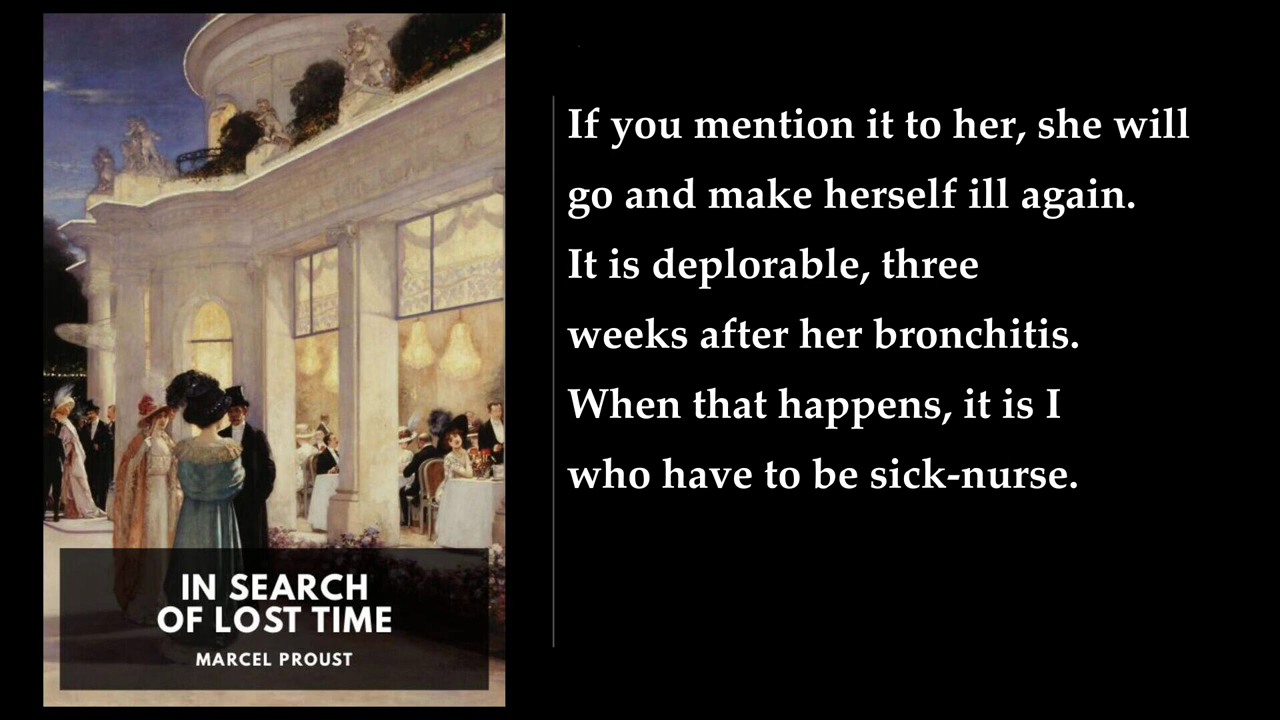 If you mention it to her, she will
go and make herself ill again.
It is deplorable, three
weeks after her bronchitis.
When that happens, it is I
who have to be sick-nurse.
IN SEARCH
OF LOST TIME
MARCEL PROUST